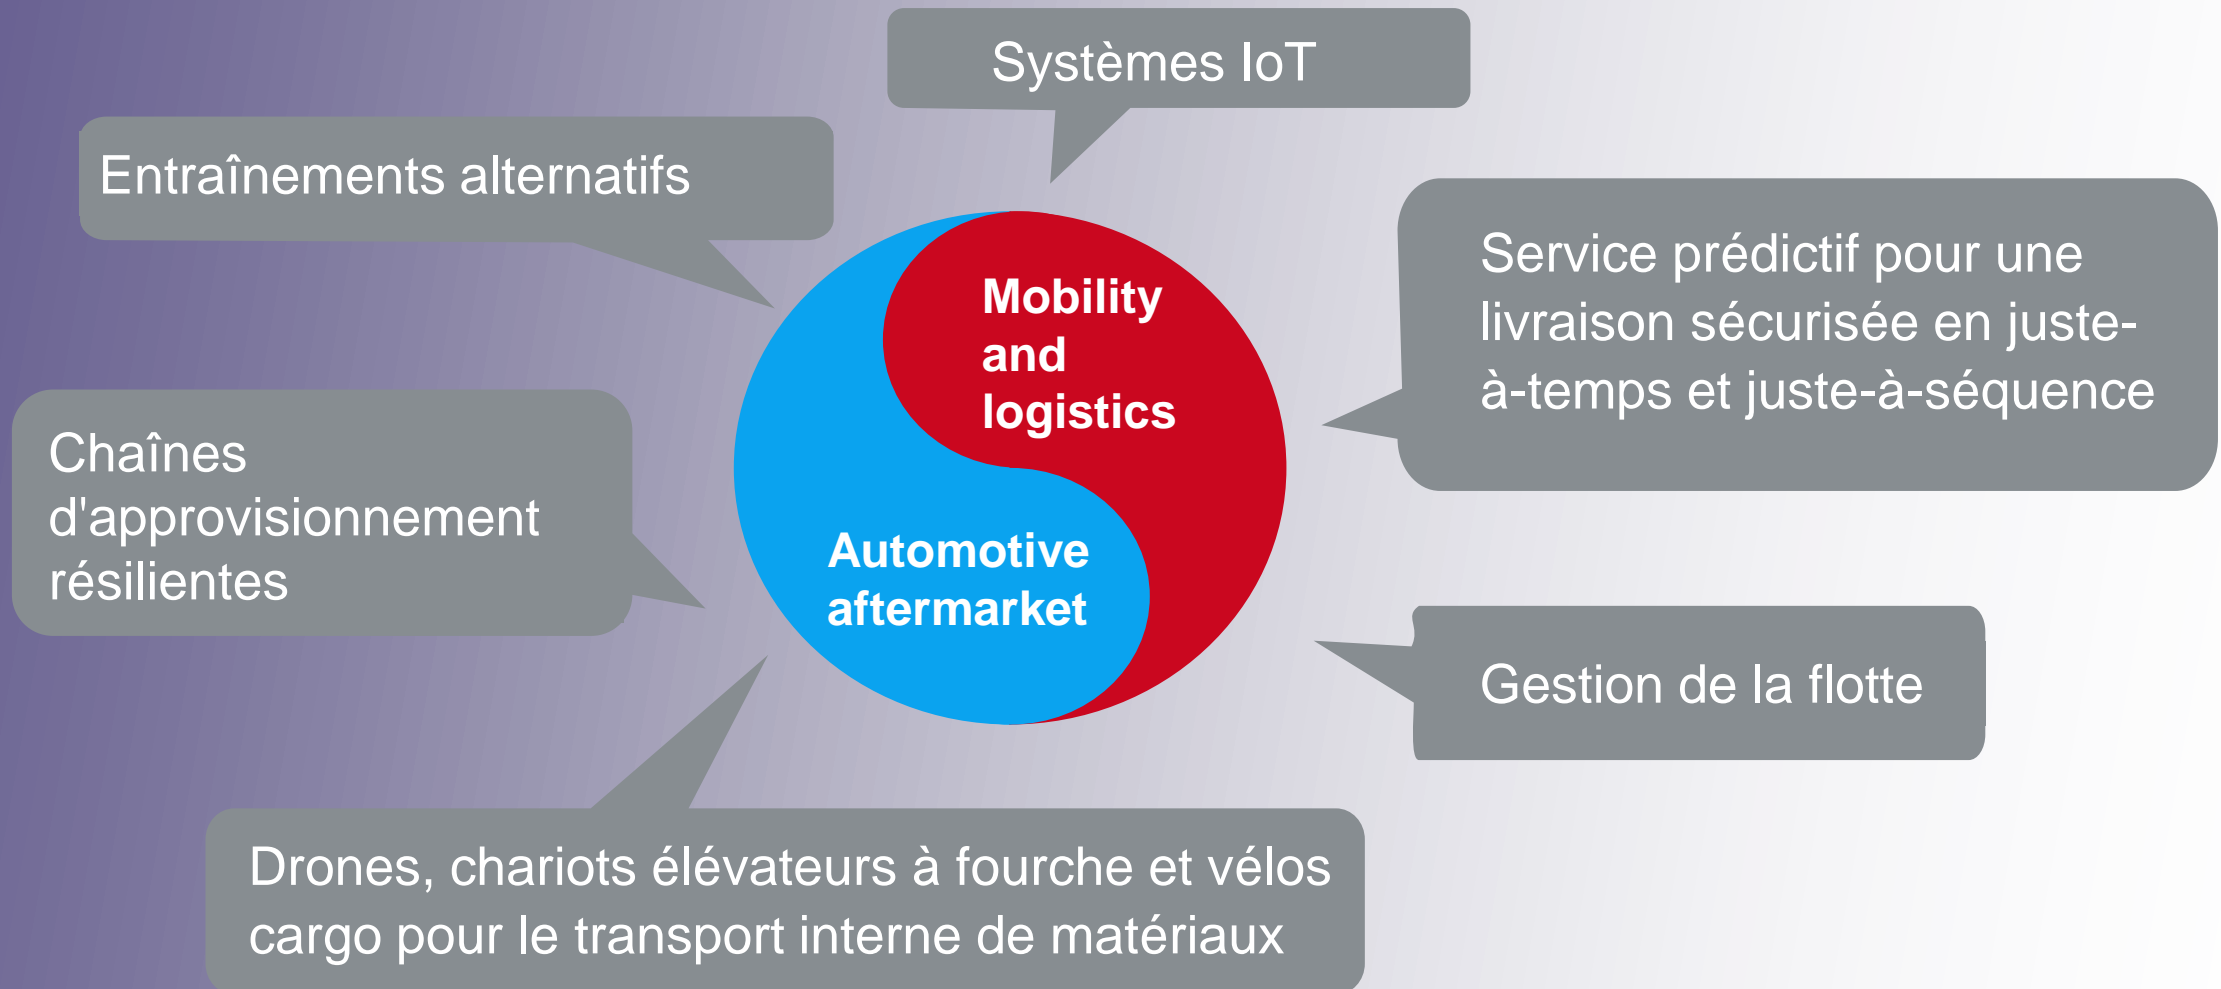 Systèmes IoT
Entraînements alternatifs
Service prédictif pour une
livraison sécurisée en juste-
à-temps et juste-à-séquence
Mobility
and
logistics
Chaînes
d'approvisionnement
résilientes
Automotive
aftermarket
Gestion de la flotte
Drones, chariots élévateurs à fourche et vélos
cargo pour le transport interne de matériaux